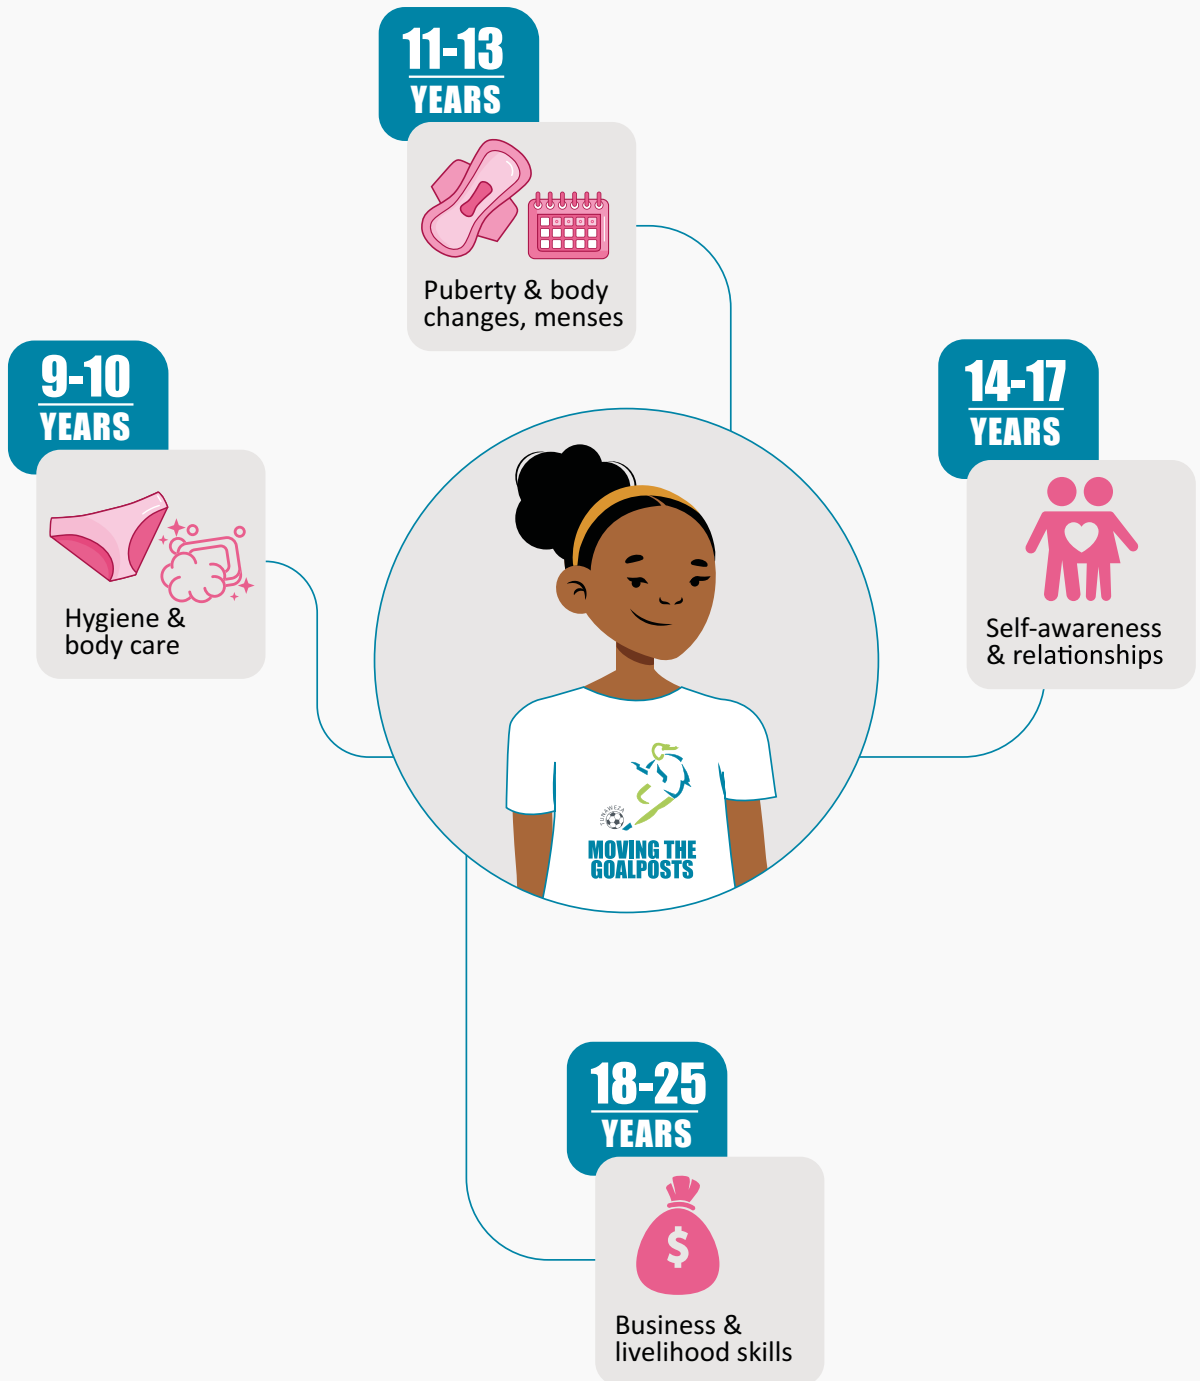 11-13
YEARS
Puberty & body
changes, menses
9-10
YEARS
Hygiene &
body care
14-17
YEARS
Self-awareness
& relationships
TUNAWEZA
MOVING THE
GOALPOSTS
18-25
YEARS
$
Business &
livelihood skills